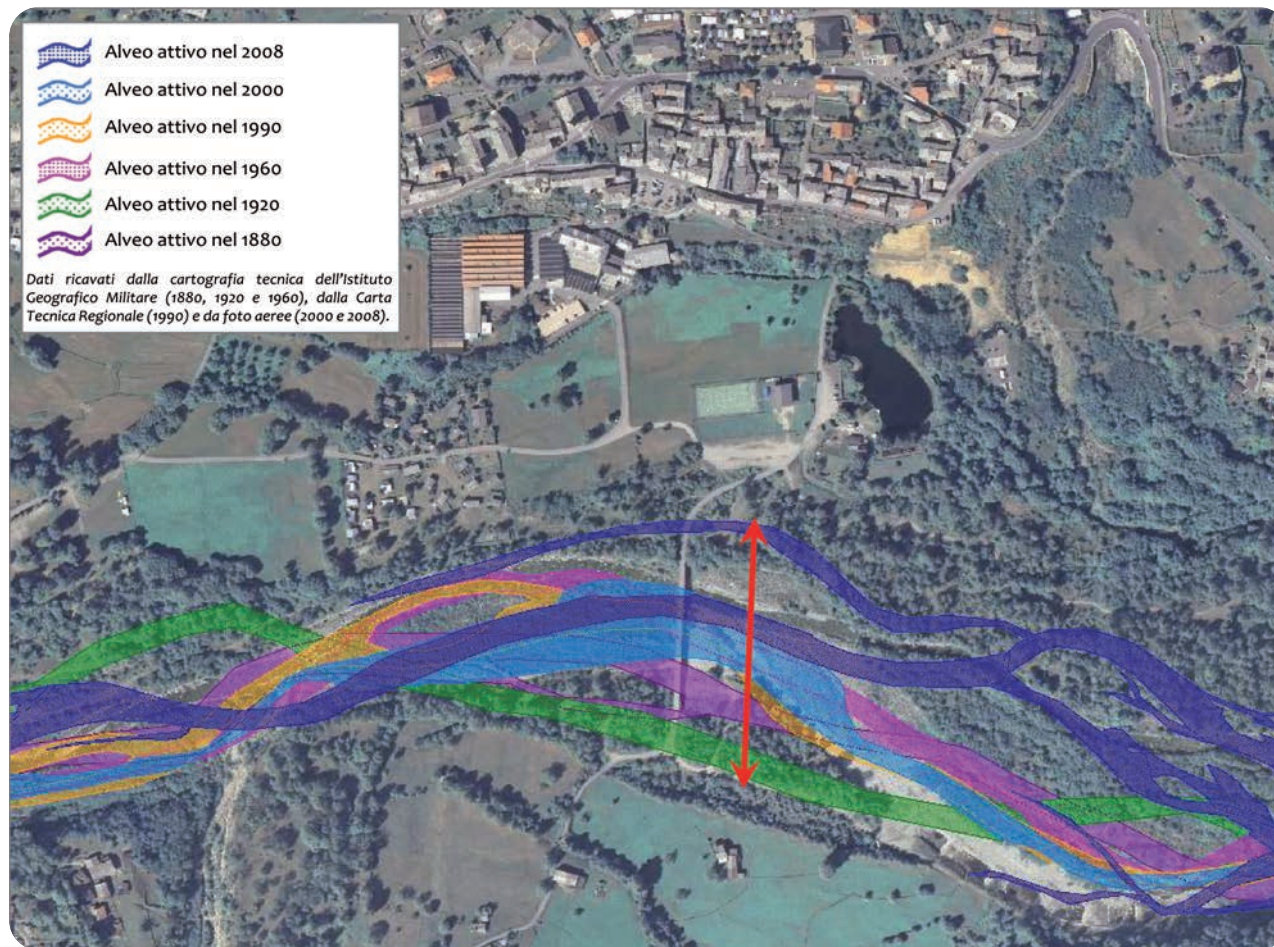 Alveo attivo nel 2008
Alveo attivo nel 2000
Alveo attivo nel 1990
Alveo attivo nel 1960
Alveo attivo nel 1920
Alveo attivo nel 1880
Dati ricavati dalla cartografia tecnica dell'Istituto
Geografico Militare (1880, 1920 e 1960), dalla Carta
Tecnica Regionale (1990) e da foto aeree (2000 e 2008).